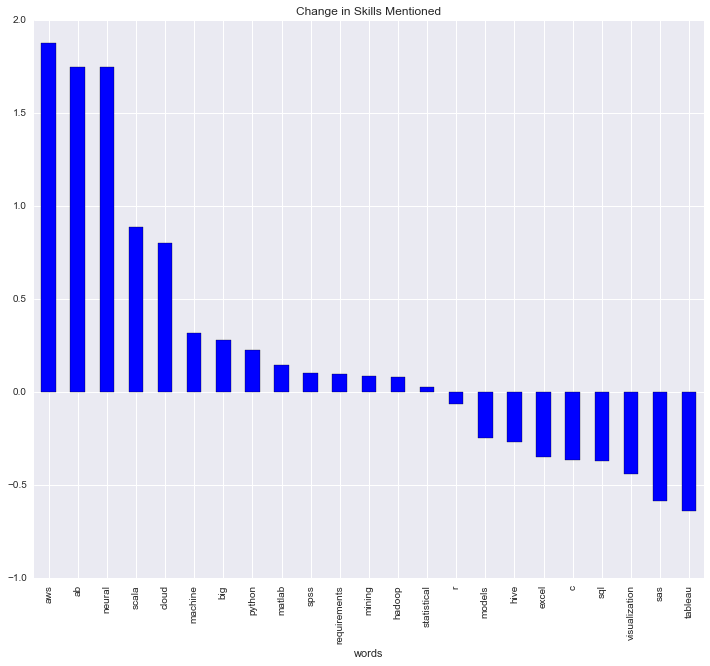 Change in Skills Mentioned
2.0
1.5
1.0
0.5
0.0
−0.5
−1.0
aws
ab
neural
scala
cloud
machine
big
python
matlab
spss
requirements
mining
hadoop
statistical
r
models
hive
excel
c
sql
visualization
sas
tableau
words